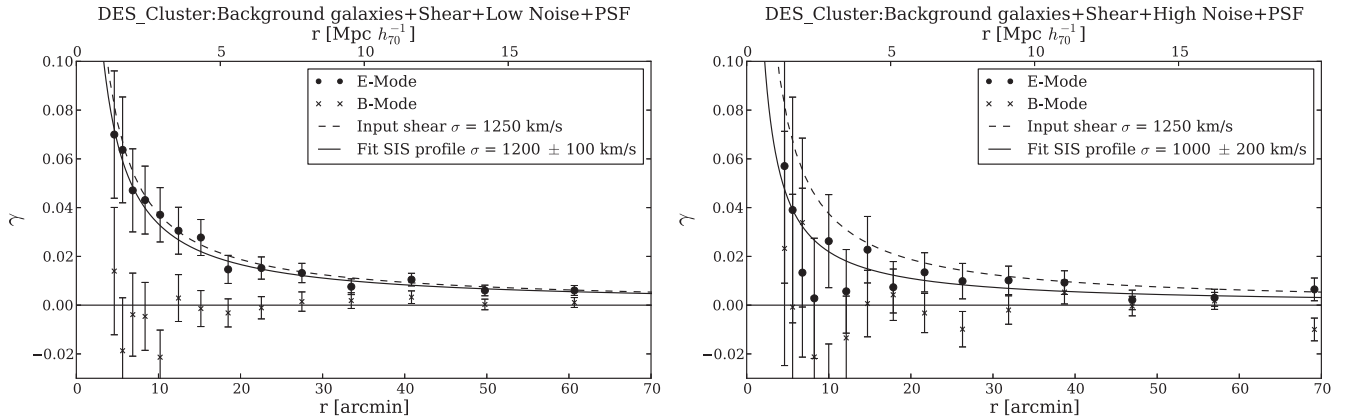 DES_Cluster:Background galaxies+Shear+Low Noise+PSF
r [Mpc h₇₀⁻¹]
0 5 10 15
0.10
0.08
0.06
0.04
0.02
0.00
−0.02
γ
E-Mode
B-Mode
Input shear σ = 1250 km/s
Fit SIS profile σ = 1200 ± 100 km/s
0 10 20 30 40 50 60 70
r [arcmin]
DES_Cluster:Background galaxies+Shear+High Noise+PSF
r [Mpc h₇₀⁻¹]
0 5 10 15
0.10
0.08
0.06
0.04
0.02
0.00
−0.02
γ
E-Mode
B-Mode
Input shear σ = 1250 km/s
Fit SIS profile σ = 1000 ± 200 km/s
0 10 20 30 40 50 60 70
r [arcmin]